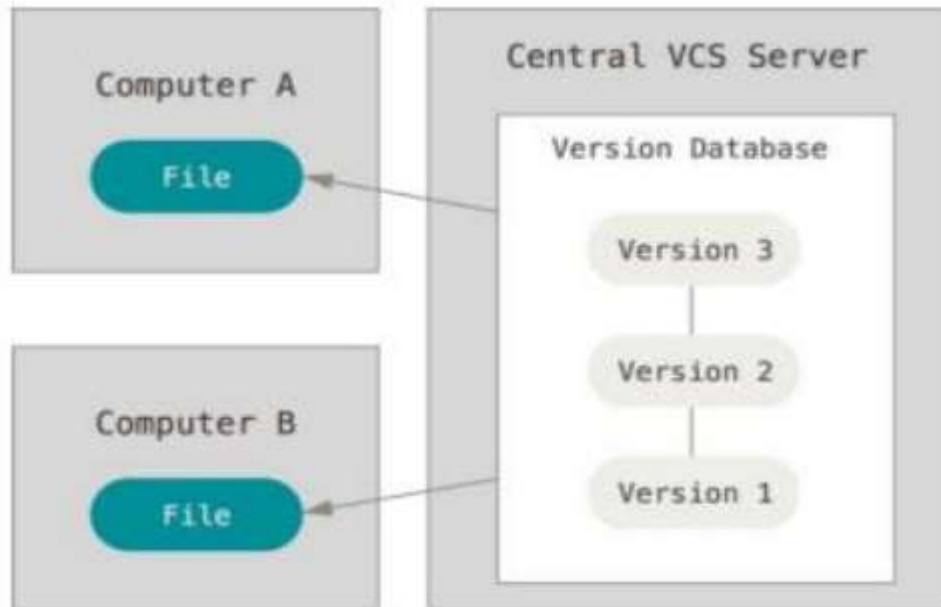 Computer A
File
Central VCS Server
Version Database
Version 3
Version 2
Version 1
Computer B
File